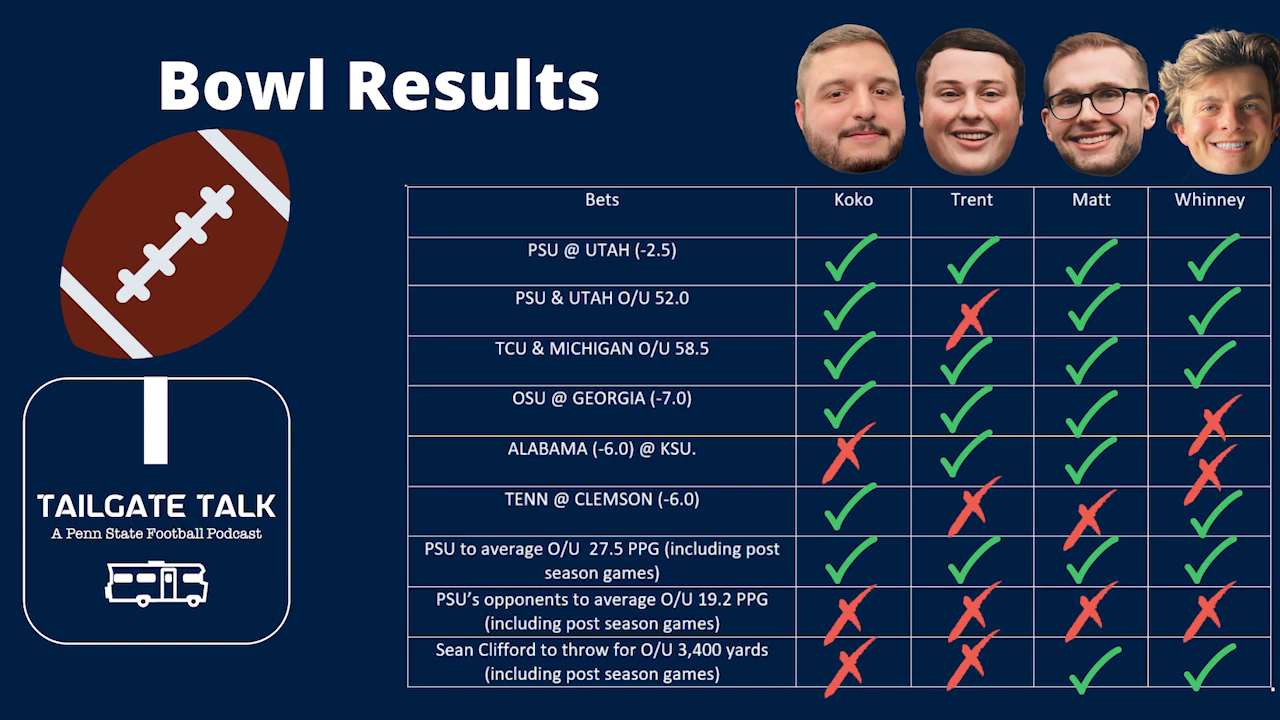 Bowl Results
Bets Koko Trent Matt Whinney
PSU @ UTAH (-2.5)
PSU & UTAH O/U 52.0
TCU & MICHIGAN O/U 58.5
OSU @ GEORGIA (-7.0)
ALABAMA (-6.0) @ KSU.
TENN @ CLEMSON (-6.0)
PSU to average O/U 27.5 PPG (including post
season games)
PSU's opponents to average O/U 19.2 PPG
(including post season games)
Sean Clifford to throw for O/U 3,400 yards
(including post season games)
TAILGATE TALK
A Penn State Football Podcast